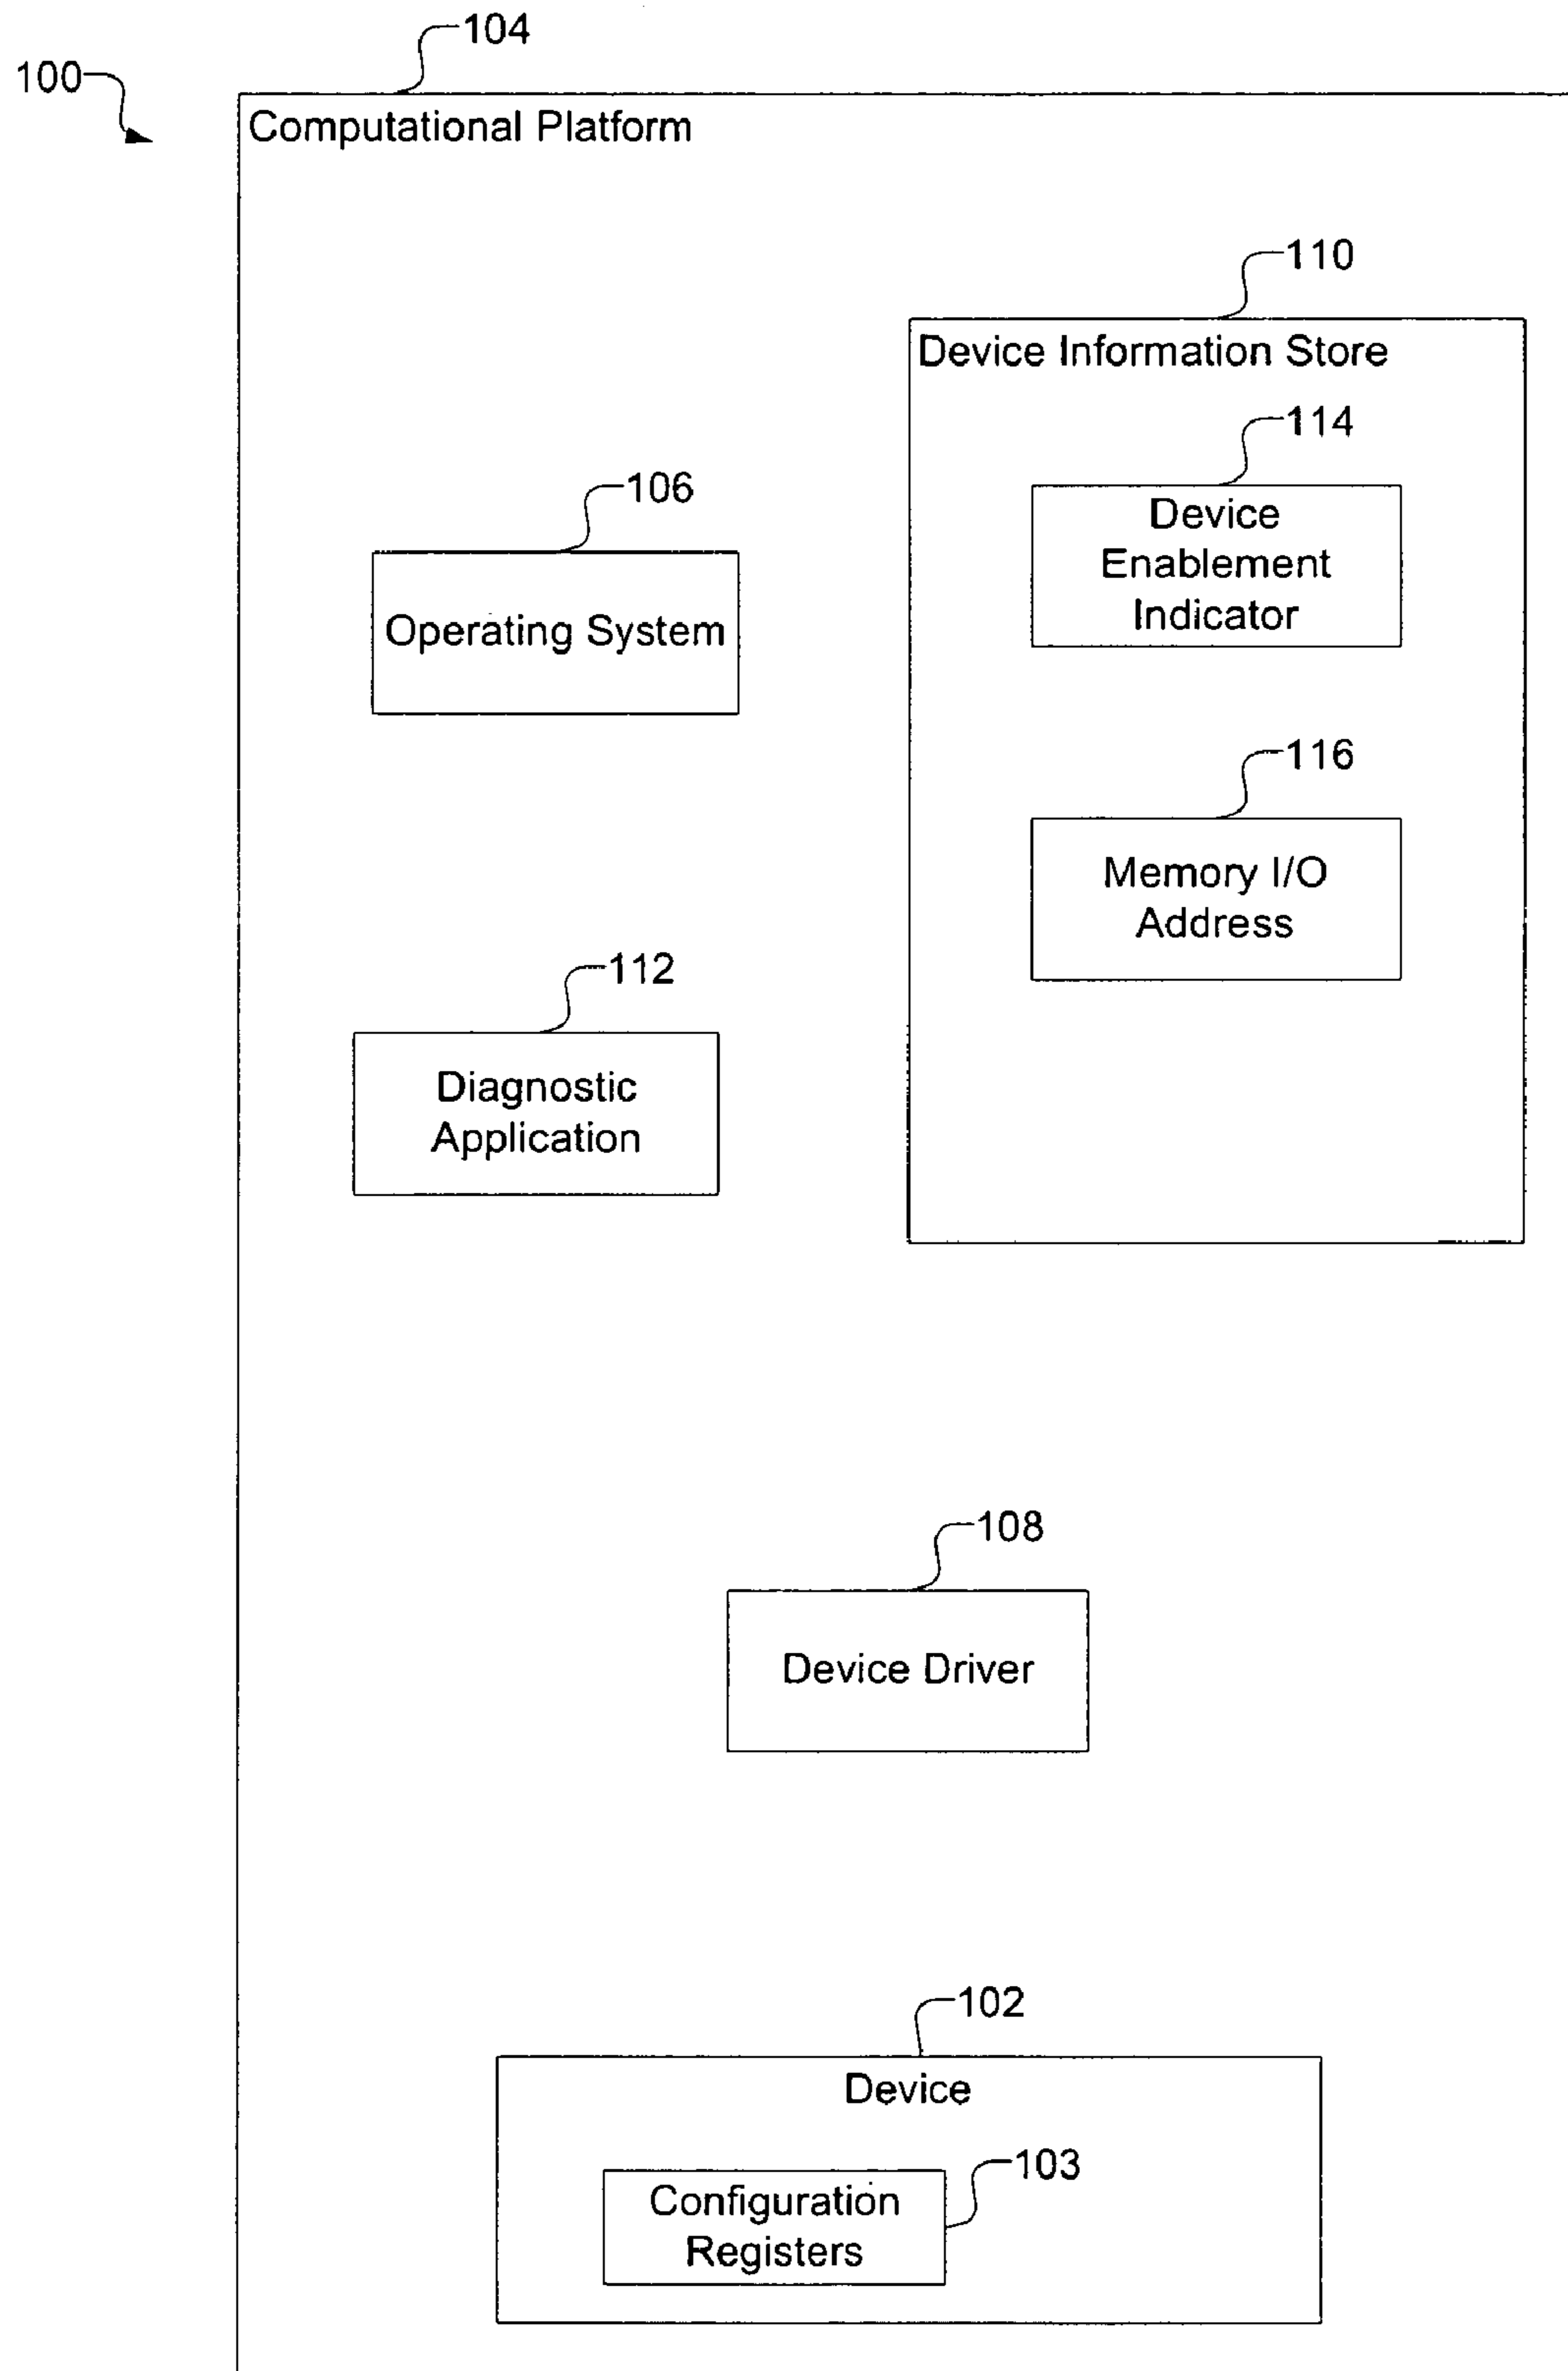 104
100
Computational Platform
110
Device Information Store
114
Device
Enablement
Indicator
106
Operating System
116
Memory I/O
Address
112
Diagnostic
Application
108
Device Driver
102
Device
103
Configuration
Registers